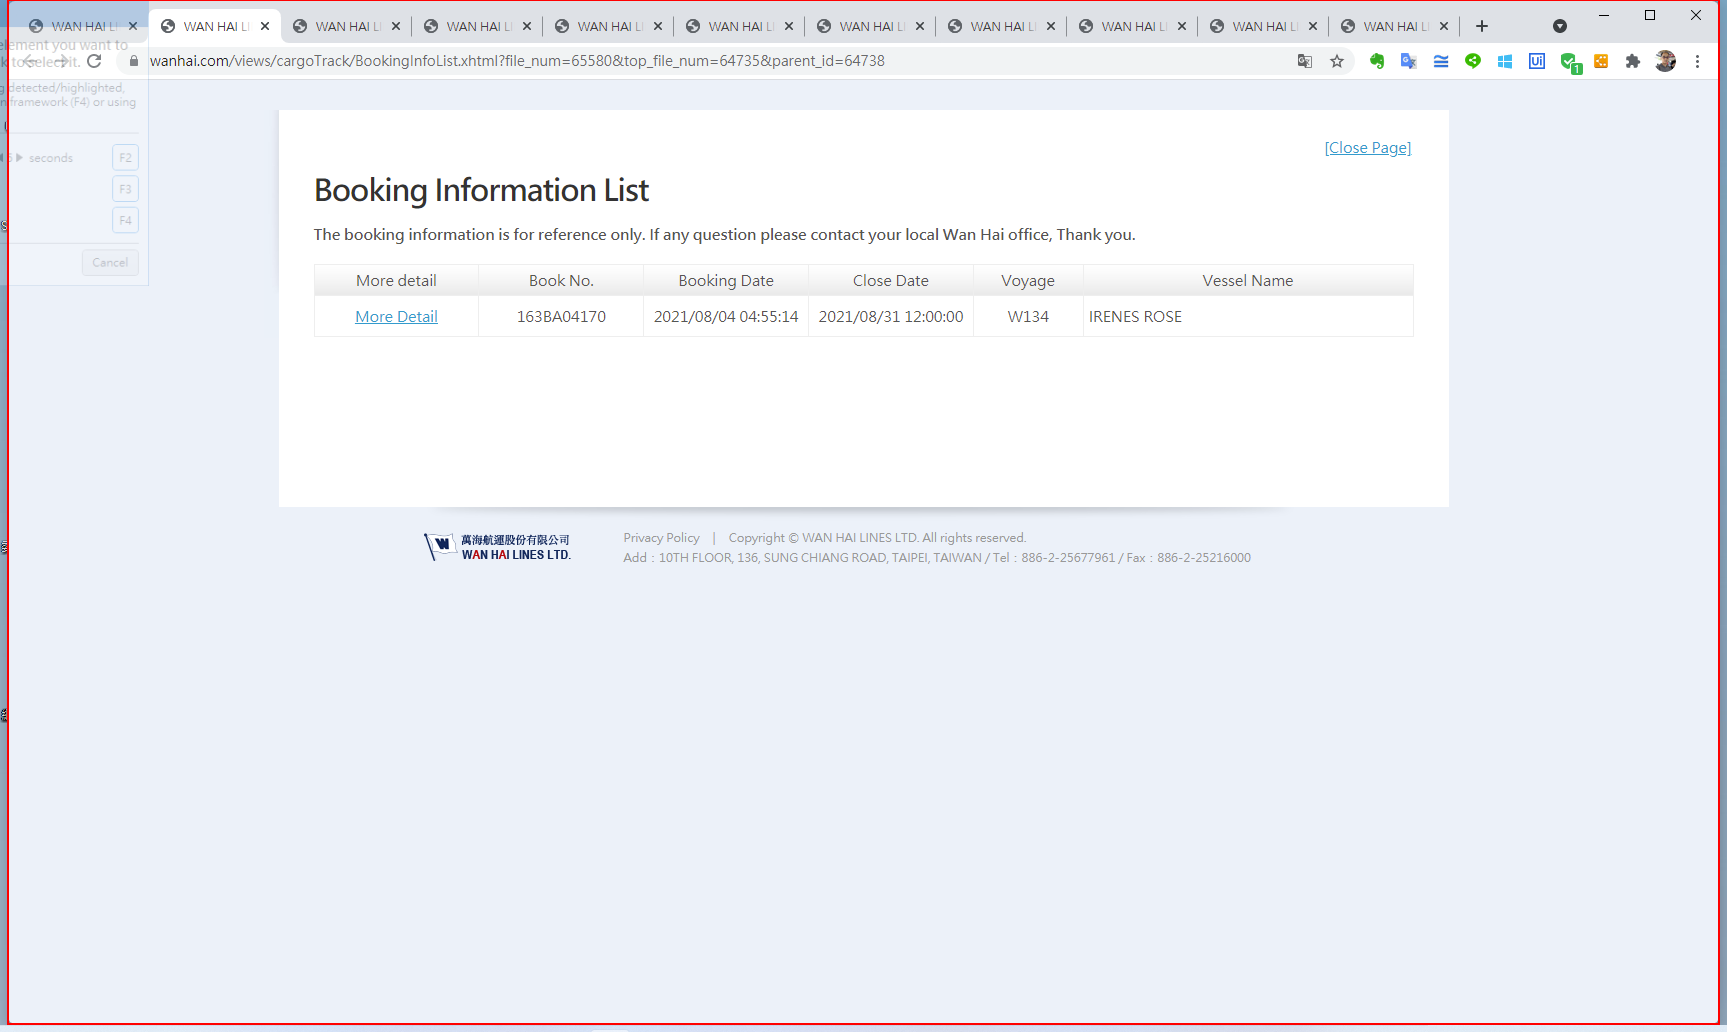 WAN HAI LI
WAN HAI LI
WAN HAI LI
WAN HAI LI
WAN HAI LI
WAN HAI LI
WAN HAI LI
WAN HAI LI
WAN HAI LI
WAN HAI LI
WAN HAI LI
wanhai.com/views/cargoTrack/BookingInfoList.xhtml?file_num=65580&top_file_num=64735&parent_id=64738
Ui
1
element you want to
to select it.
detected/highlighted,
framework (F4) or using
seconds
F2
F3
F4
Cancel
[Close Page]
Booking Information List
The booking information is for reference only. If any question please contact your local Wan Hai office, Thank you.
More detail Book No. Booking Date Close Date Voyage Vessel Name
More Detail 163BA04170 2021/08/04 04:55:14 2021/08/31 12:00:00 W134 IRENES ROSE
W
萬海航運股份有限公司
WAN HAI LINES LTD.
Privacy Policy | Copyright © WAN HAI LINES LTD. All rights reserved.
Add : 10TH FLOOR, 136, SUNG CHIANG ROAD, TAIPEI, TAIWAN / Tel : 886-2-25677961 / Fax : 886-2-25216000